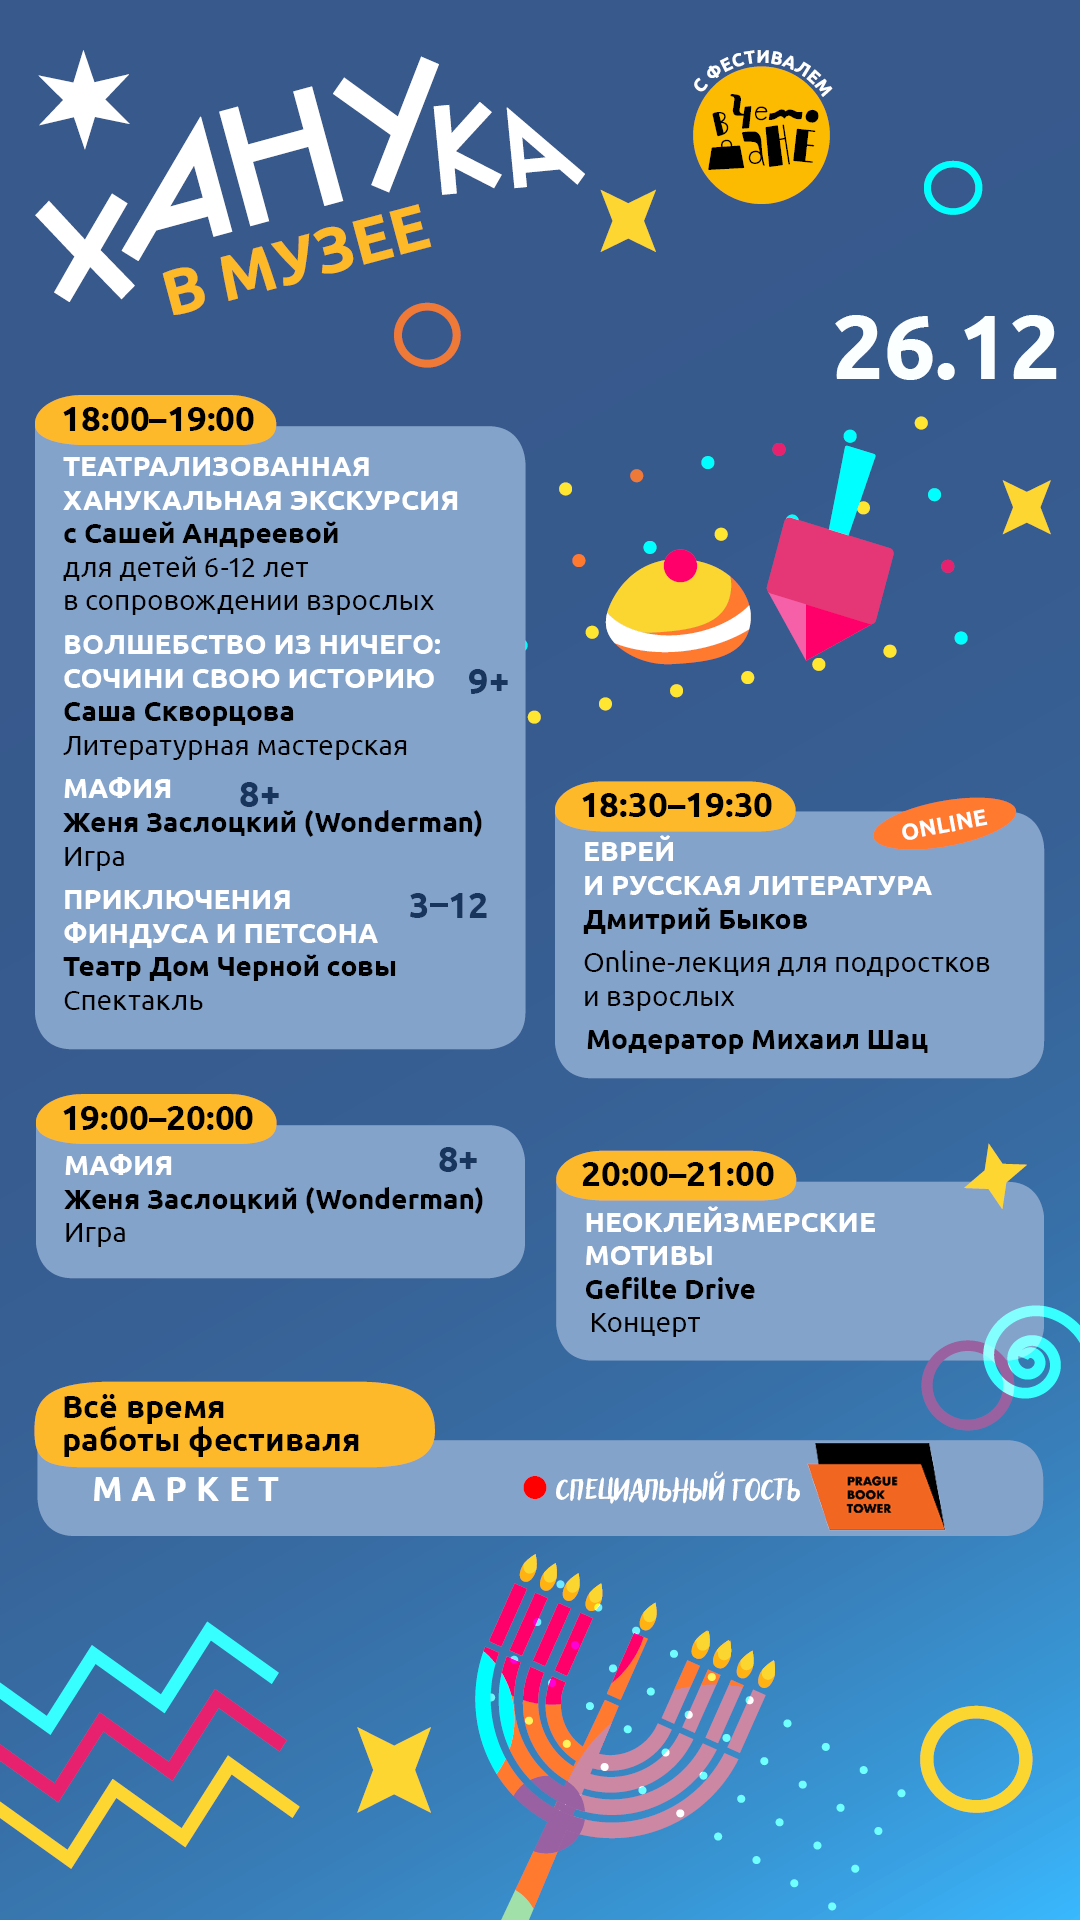 ХАНУКА
В МУЗЕЕ
С ФЕСТИВАЛЕМ
В ЧЕМО
ДАНЕ
26.12
18:00–19:00
ТЕАТРАЛИЗОВАННАЯ
ХАНУКАЛЬНАЯ ЭКСКУРСИЯ
с Сашей Андреевой
для детей 6-12 лет
в сопровождении взрослых
ВОЛШЕБСТВО ИЗ НИЧЕГО:
СОЧИНИ СВОЮ ИСТОРИЮ 9+
Саша Скворцова
Литературная мастерская
МАФИЯ 8+
Женя Заслоцкий (Wonderman)
Игра
ПРИКЛЮЧЕНИЯ 3–12
ФИНДУСА И ПЕТСОНА
Театр Дом Черной совы
Спектакль
18:30–19:30
ONLINE
ЕВРЕЙ
И РУССКАЯ ЛИТЕРАТУРА
Дмитрий Быков
Online-лекция для подростков
и взрослых
Модератор Михаил Шац
19:00–20:00
МАФИЯ 8+
Женя Заслоцкий (Wonderman)
Игра
20:00–21:00
НЕОКЛЕЙЗМЕРСКИЕ
МОТИВЫ
Gefilte Drive
Концерт
Всё время
работы фестиваля
МАРКЕТ
СПЕЦИАЛЬНЫЙ ГОСТЬ
PRAGUE
BOOK
TOWER